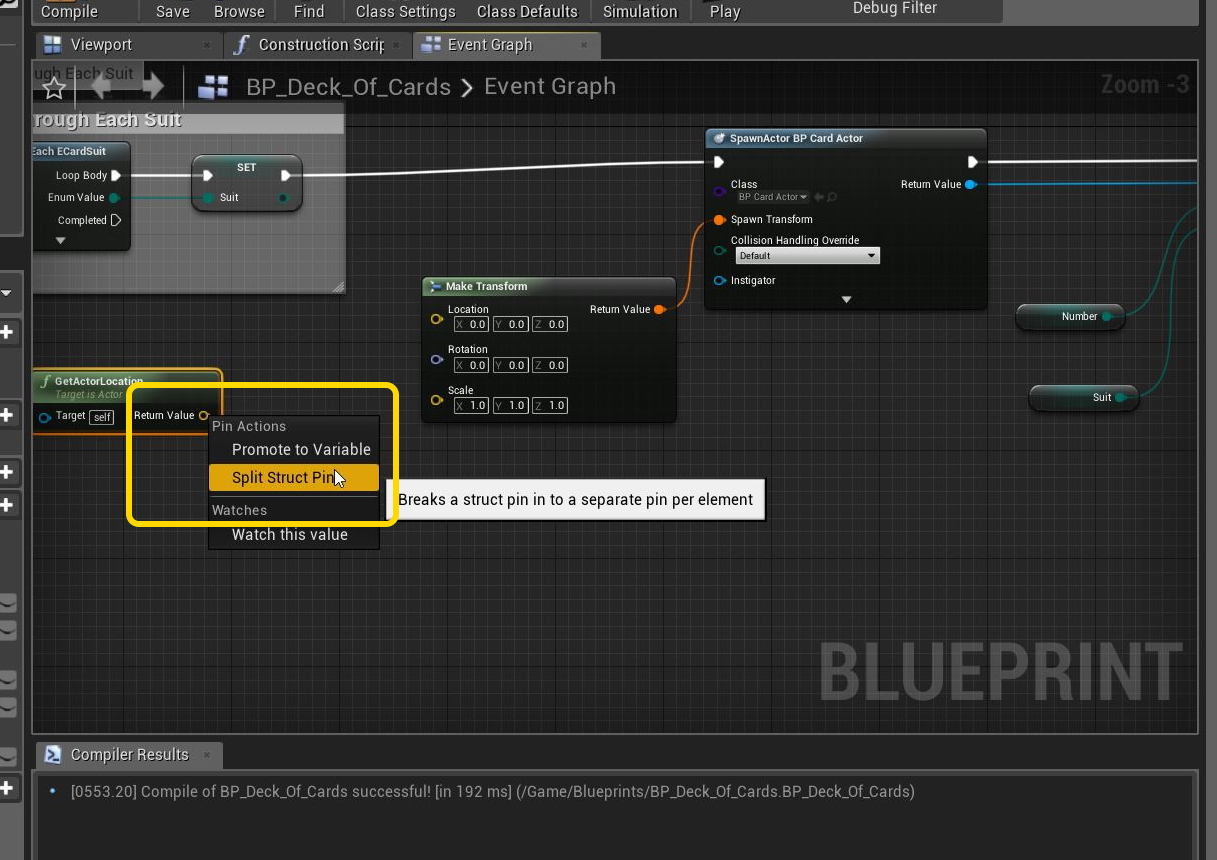 Compile Save Browse Find Class Settings Class Defaults Simulation Play Debug Filter
Viewport Construction Scrip Event Graph
ough Each Suit
BP_Deck_Of_Cards > Event Graph
Zoom -3
rough Each Suit
Each ECardSuit
Loop Body
Enum Value
Completed
SET
Suit
SpawnActor BP Card Actor
Class
BP Card Actor
Return Value
Spawn Transform
Collision Handling Override
Default
Instigator
Make Transform
Location
X 0.0 Y 0.0 Z 0.0
Return Value
Rotation
X 0.0 Y 0.0 Z 0.0
Scale
X 1.0 Y 1.0 Z 1.0
Number
Suit
GetActorLocation
Target is Actor
Target self Return Value
Pin Actions
Promote to Variable
Split Struct Pin
Watches
Watch this value
Breaks a struct pin in to a separate pin per element
BLUEPRINT
Compiler Results
[0553.20] Compile of BP_Deck_Of_Cards successful! [in 192 ms] (/Game/Blueprints/BP_Deck_Of_Cards.BP_Deck_Of_Cards)